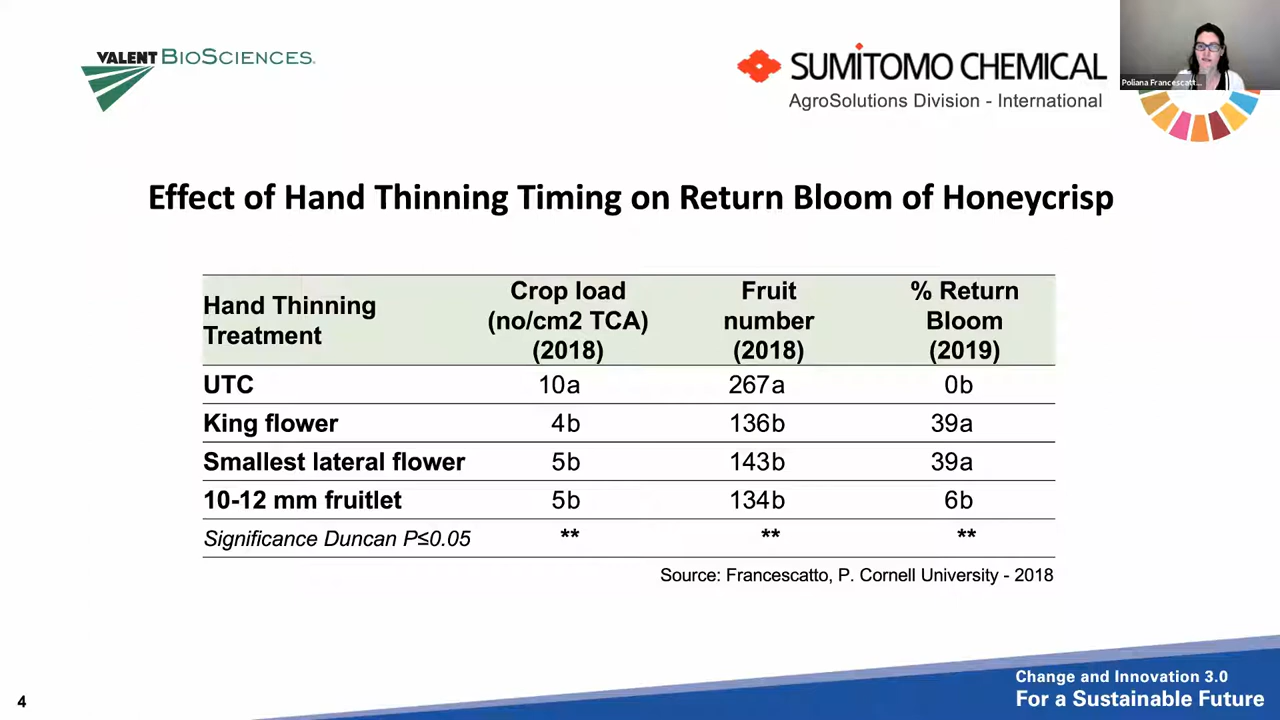 VALENT BIOSCIENCES.
SUMITOMO CHEMICAL
AgroSolutions Division - International
Poliana Francescatt...
Effect of Hand Thinning Timing on Return Bloom of Honeycrisp
Hand Thinning Treatment Crop load (no/cm2 TCA) (2018) Fruit number (2018) % Return Bloom (2019)
UTC 10a 267a 0b
King flower 4b 136b 39a
Smallest lateral flower 5b 143b 39a
10-12 mm fruitlet 5b 134b 6b
Significance Duncan P≤0.05 ** ** **
Source: Francescatto, P. Cornell University - 2018
Change and Innovation 3.0
For a Sustainable Future
4